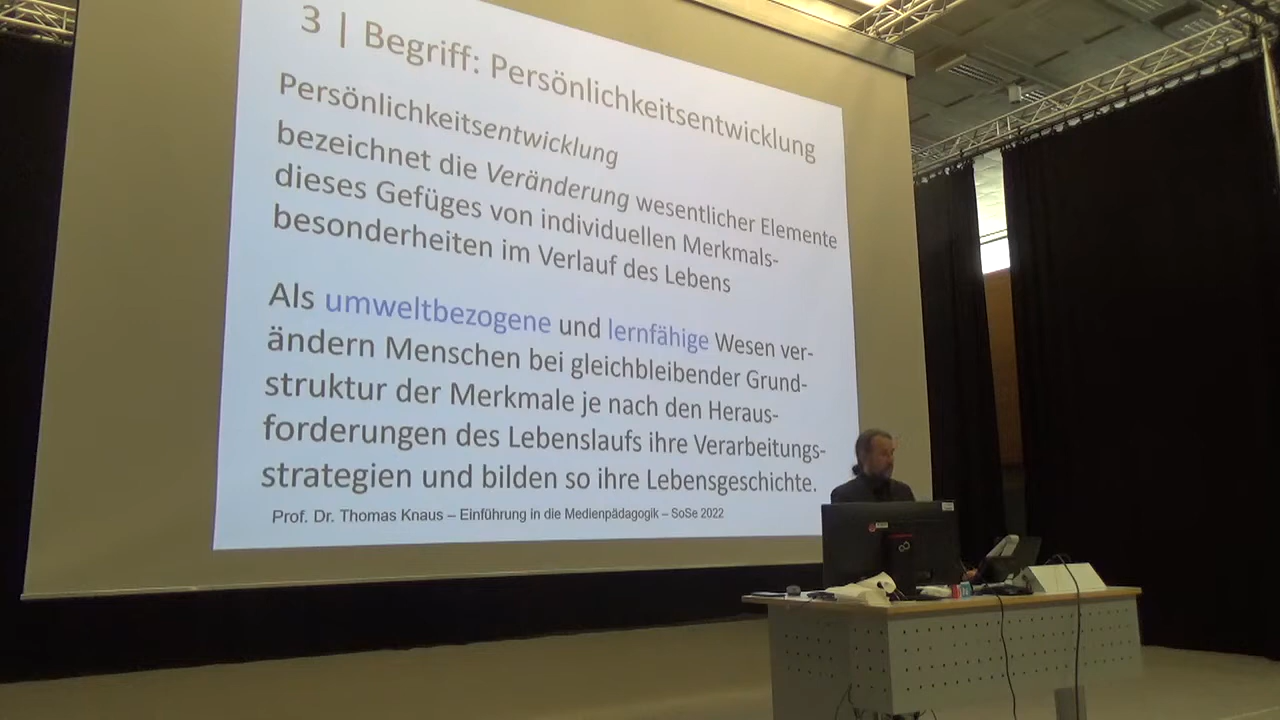 3 | Begriff: Persönlichkeitsentwicklung
Persönlichkeitsentwicklung
bezeichnet die Veränderung wesentlicher Elemente
dieses Gefüges von individuellen Merkmals-
besonderheiten im Verlauf des Lebens
Als umweltbezogene und lernfähige Wesen ver-
ändern Menschen bei gleichbleibender Grund-
struktur der Merkmale je nach den Heraus-
forderungen des Lebenslaufs ihre Verarbeitungs-
strategien und bilden so ihre Lebensgeschichte.
Prof. Dr. Thomas Knaus – Einführung in die Medienpädagogik – SoSe 2022